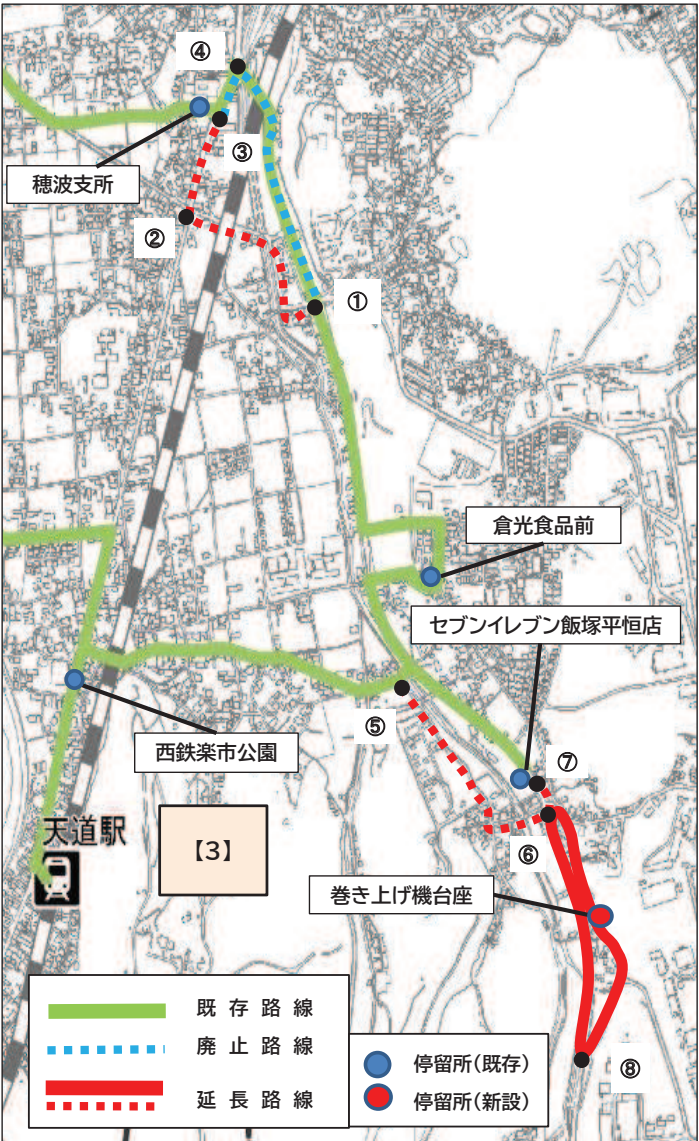 ④
③
穂波支所
②
①
倉光食品前
セブンイレブン飯塚平恒店
⑤
西鉄楽市公園
⑦
天道駅
【3】
⑥
巻き上げ機台座
既存路線
廃止路線
延長路線
停留所(既存)
停留所(新設)
⑧